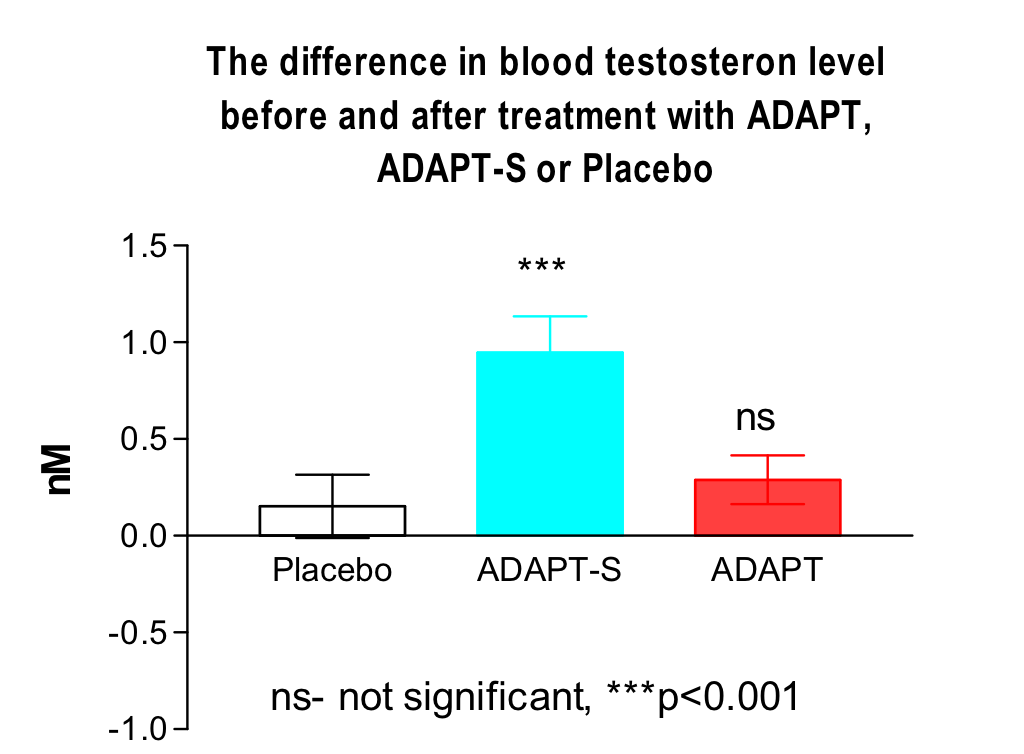 The difference in blood testosteron level
before and after treatment with ADAPT,
ADAPT-S or Placebo
1.5
***
1.0
ns
0.5
nM
0.0
Placebo ADAPT-S ADAPT
-0.5
ns- not significant, ***p<0.001
-1.0